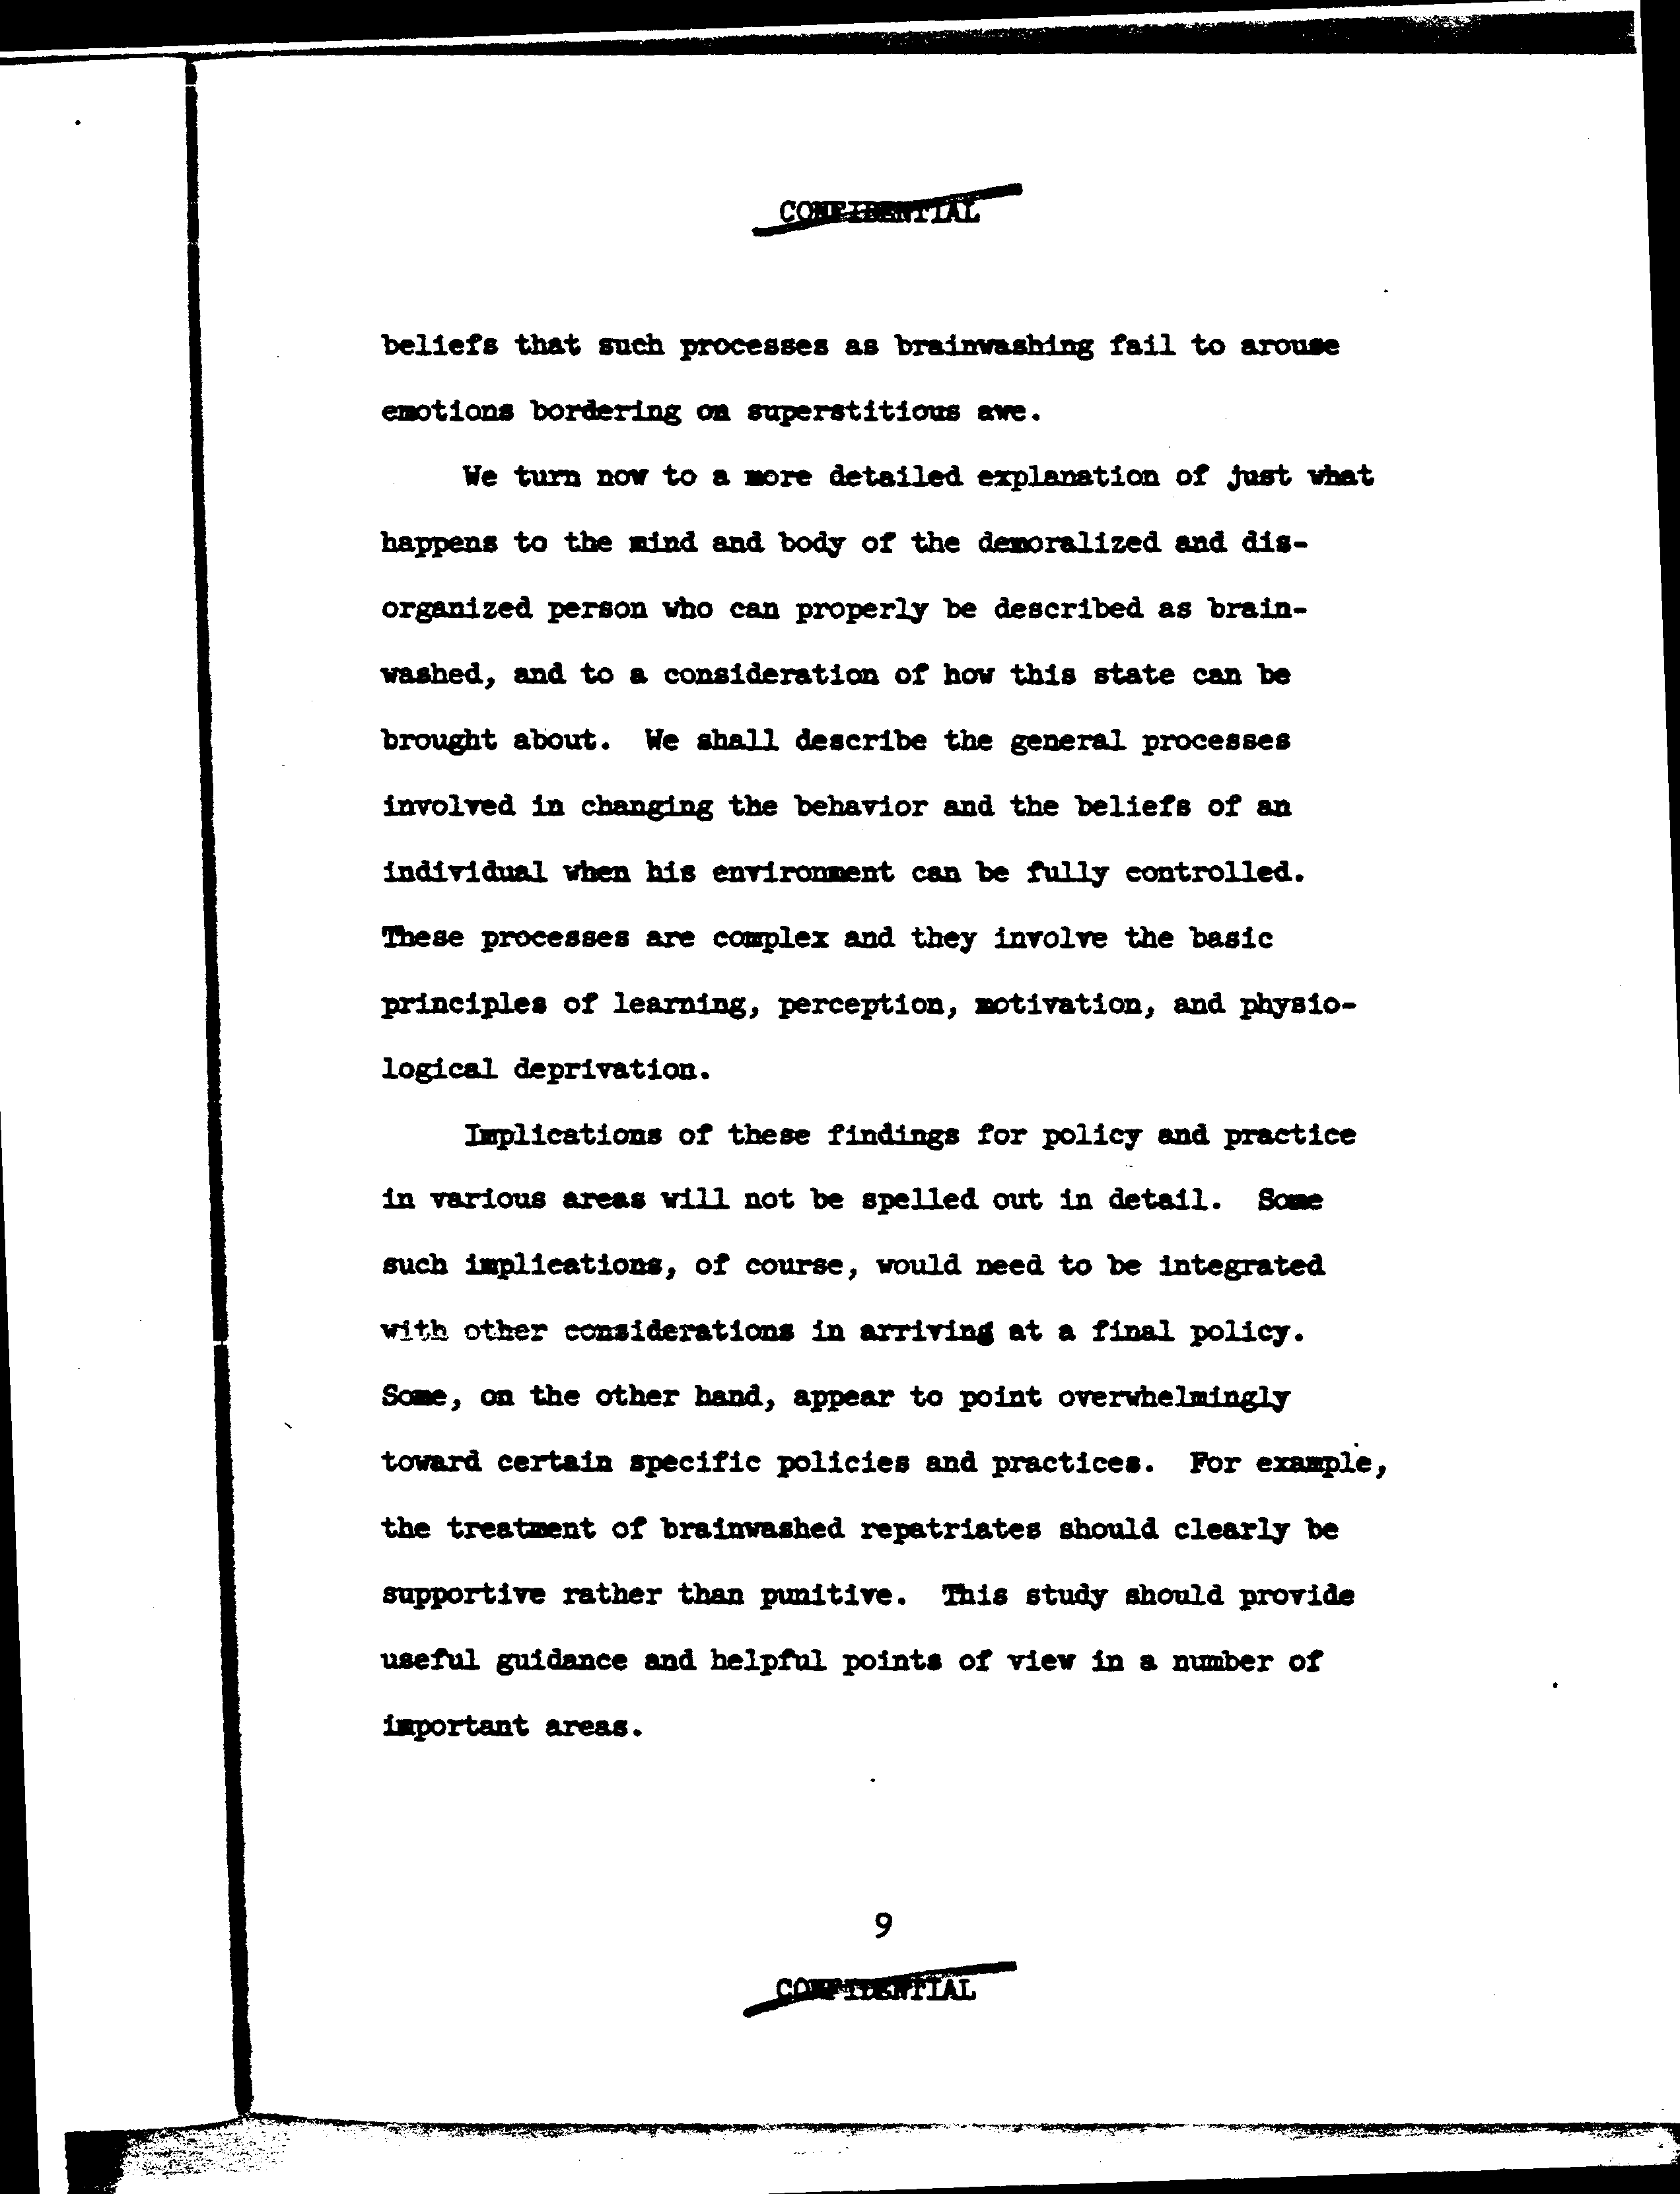 CONFIDENTIAL
beliefs that such processes as brainwashing fail to arouse
emotions bordering on superstitious awe.
We turn now to a more detailed explanation of just what
happens to the mind and body of the demoralized and dis-
organized person who can properly be described as brain-
washed, and to a consideration of how this state can be
brought about. We shall describe the general processes
involved in changing the behavior and the beliefs of an
individual when his environment can be fully controlled.
These processes are complex and they involve the basic
principles of learning, perception, motivation, and physio-
logical deprivation.
Implications of these findings for policy and practice
in various areas will not be spelled out in detail. Some
such implications, of course, would need to be integrated
with other considerations in arriving at a final policy.
Some, on the other hand, appear to point overwhelmingly
toward certain specific policies and practices. For example,
the treatment of brainwashed repatriates should clearly be
supportive rather than punitive. This study should provide
useful guidance and helpful points of view in a number of
important areas.
9
CONFIDENTIAL